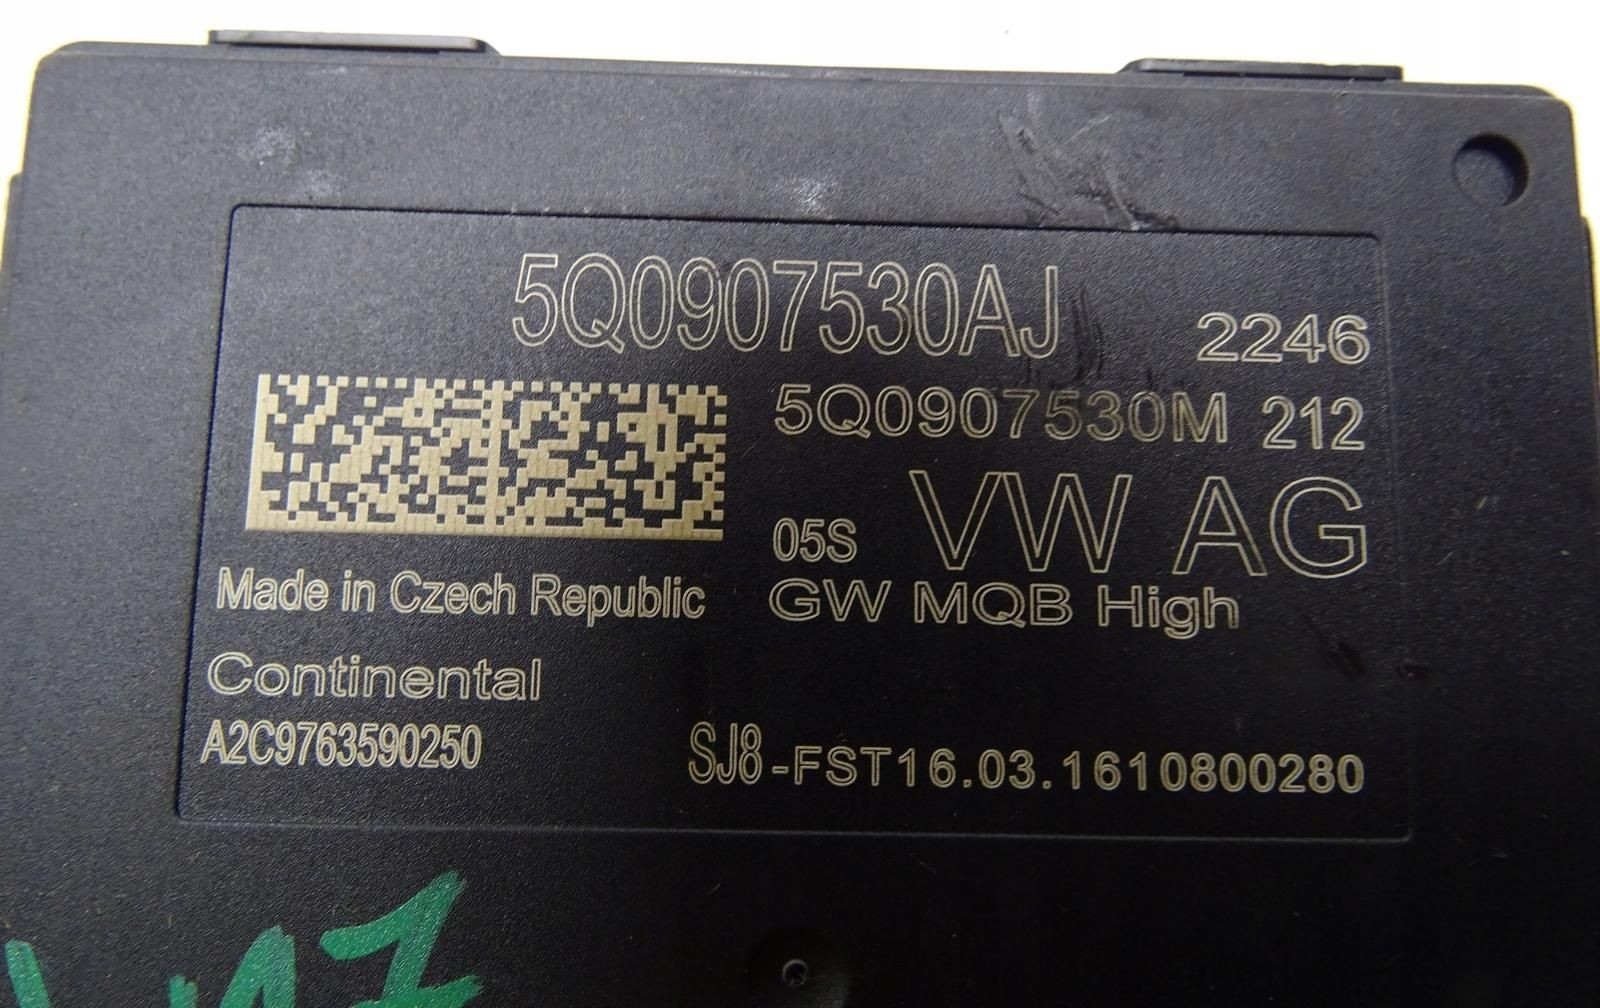 5Q0907530AJ 2246
5Q0907530M 212
05S VW AG
Made in Czech Republic GW MQB High
Continental
A2C9763590250 SJ8-FST16.03.1610800280